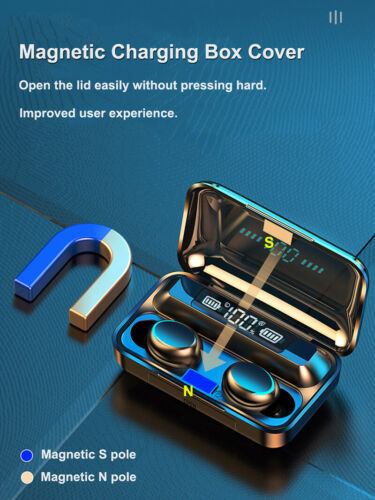 Magnetic Charging Box Cover
Open the lid easily without pressing hard.
Improved user experience.
S
100%
N
Magnetic S pole
Magnetic N pole